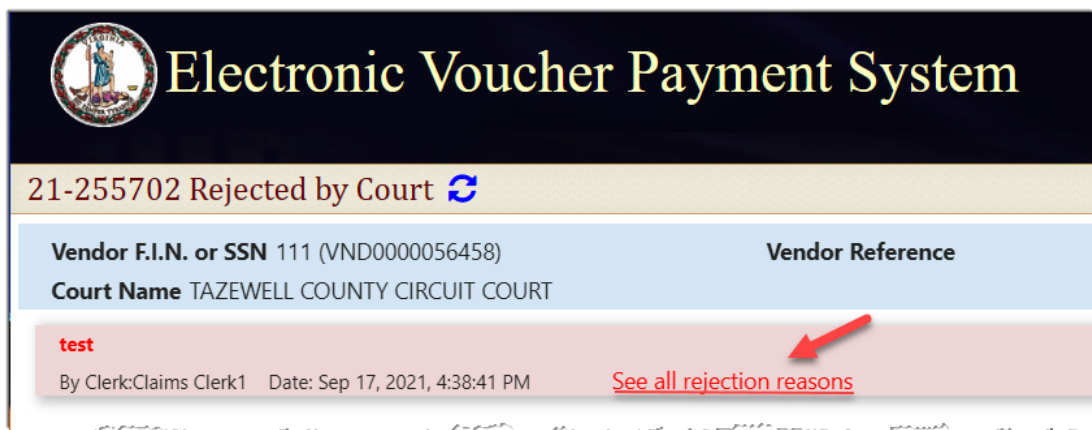 VIRGINIA
Electronic Voucher Payment System
21-255702 Rejected by Court
Vendor F.I.N. or SSN 111 (VND0000056458) Vendor Reference
Court Name TAZEWELL COUNTY CIRCUIT COURT
test
By Clerk:Claims Clerk1 Date: Sep 17, 2021, 4:38:41 PM See all rejection reasons